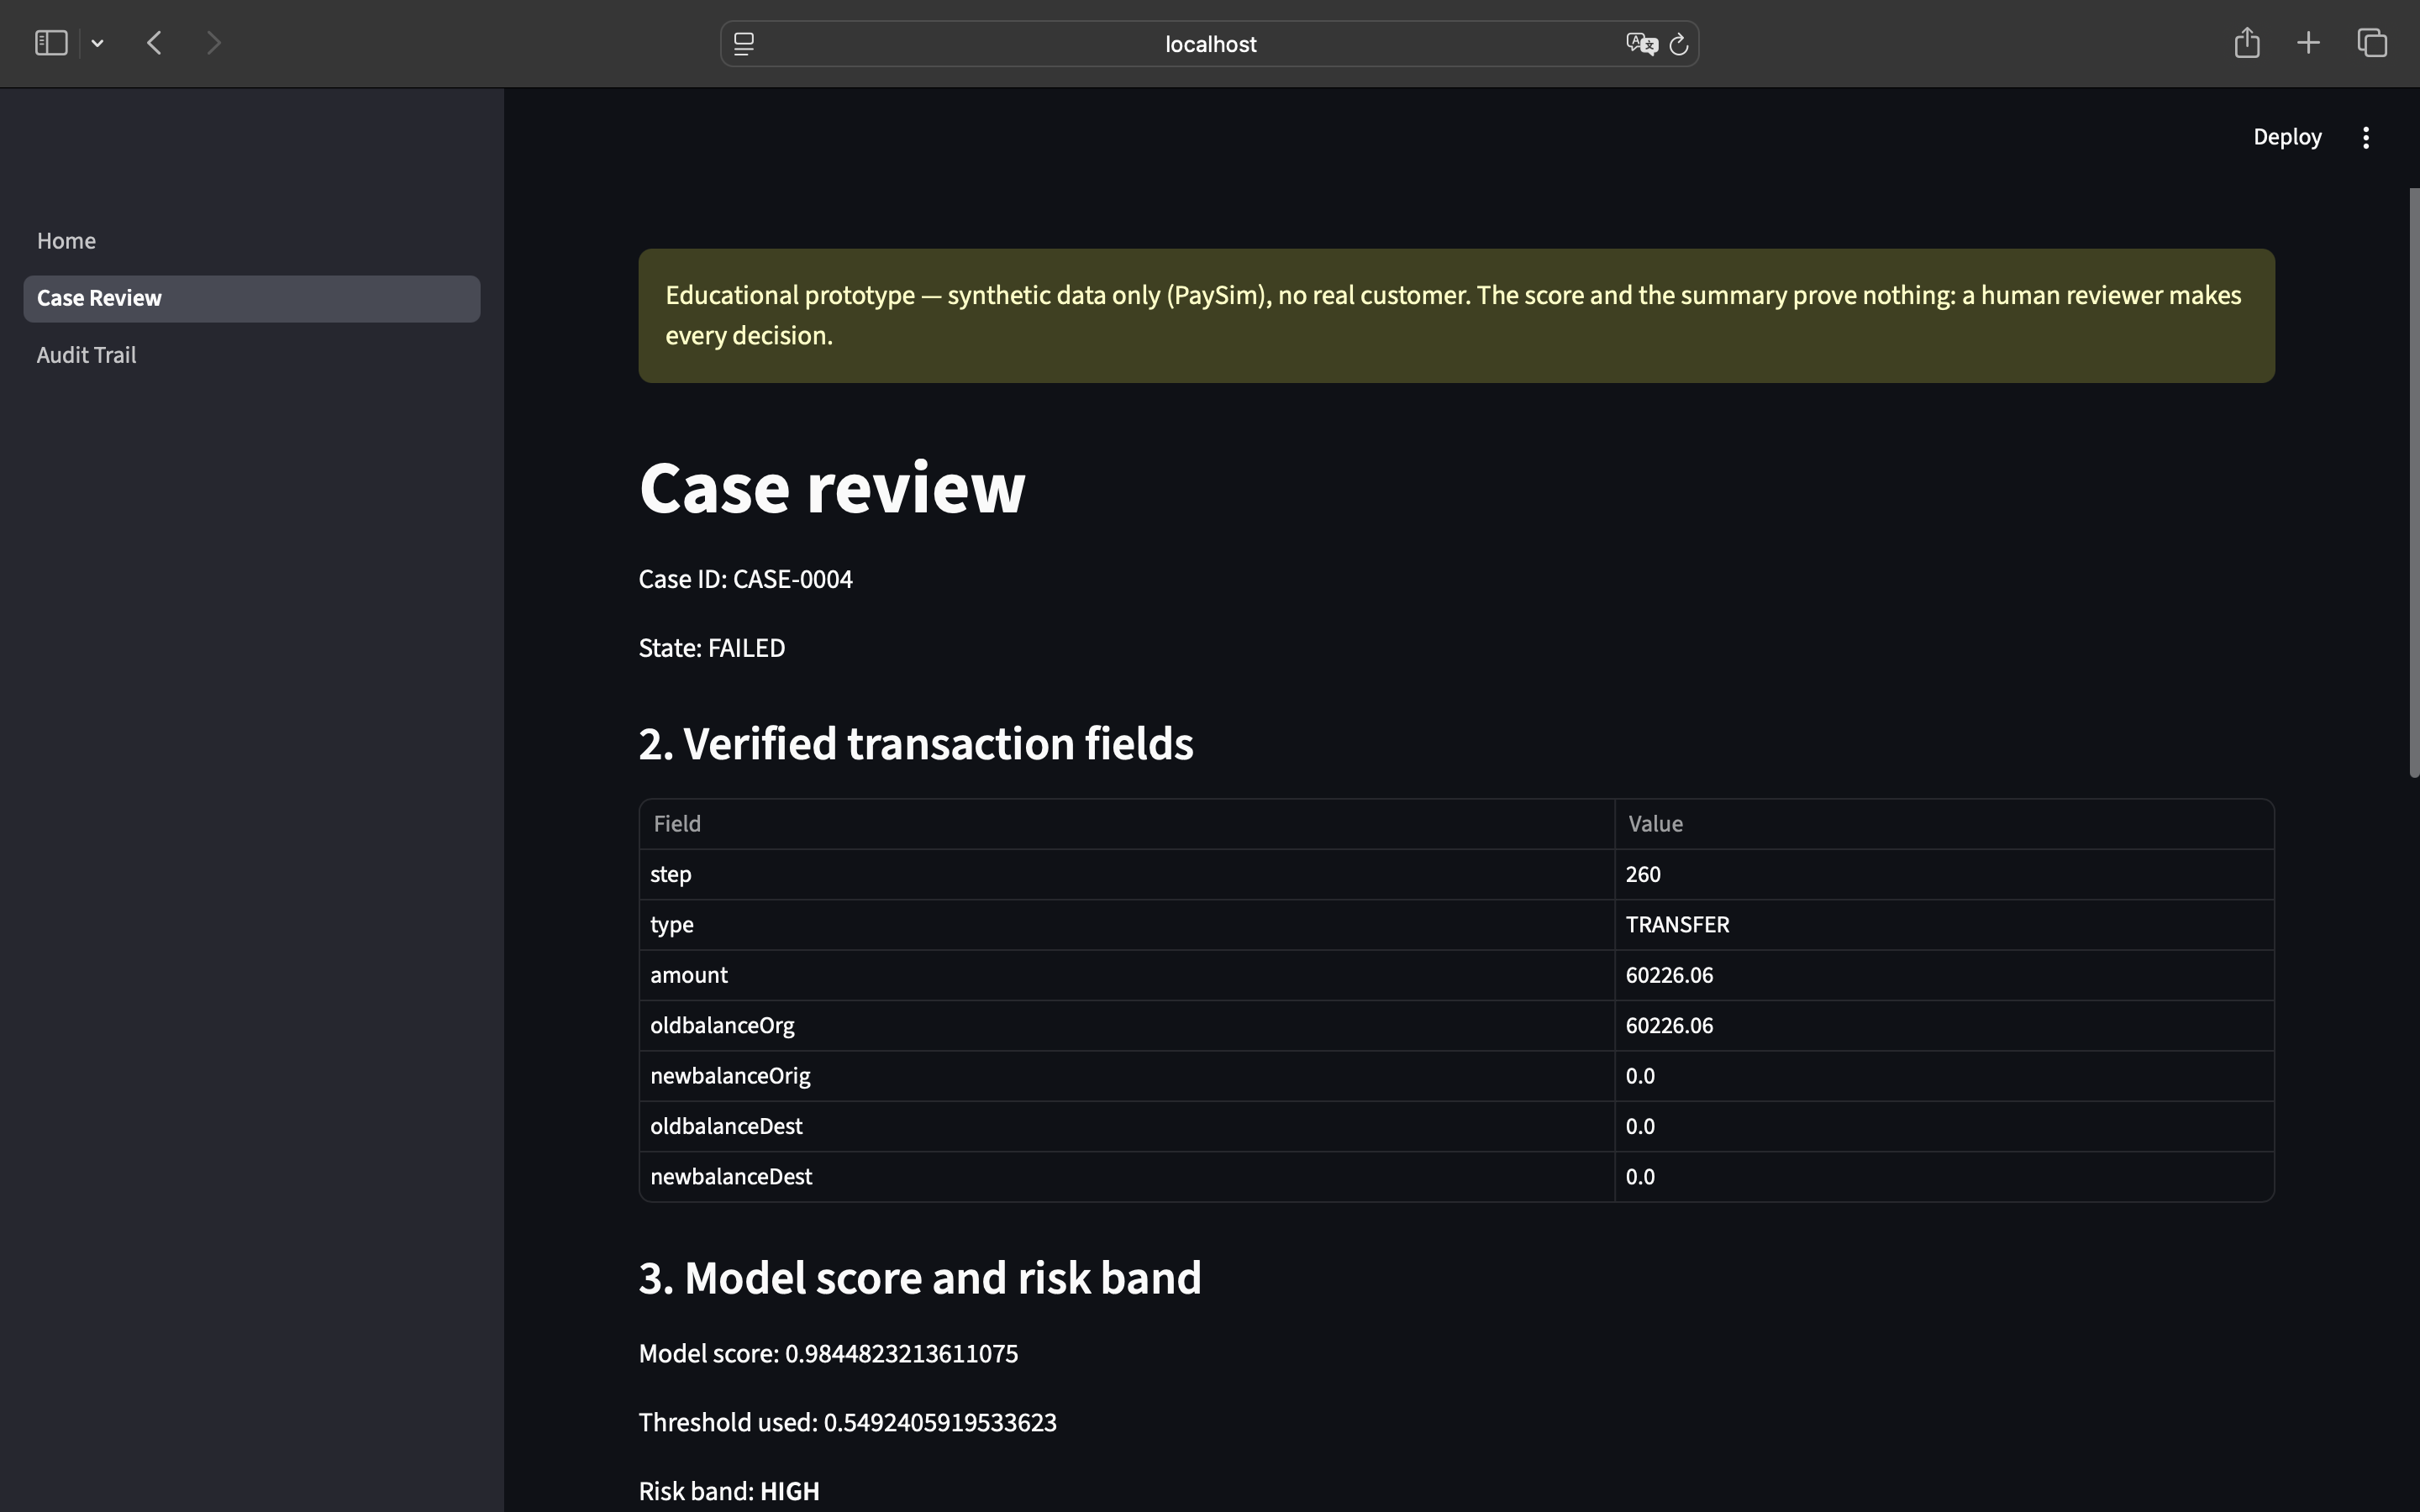 localhost
Deploy
Home
Case Review
Audit Trail
Educational prototype — synthetic data only (PaySim), no real customer. The score and the summary prove nothing: a human reviewer makes
every decision.
Case review
Case ID: CASE-0004
State: FAILED
2. Verified transaction fields
Field Value
step 260
type TRANSFER
amount 60226.06
oldbalanceOrg 60226.06
newbalanceOrig 0.0
oldbalanceDest 0.0
newbalanceDest 0.0
3. Model score and risk band
Model score: 0.9844823213611075
Threshold used: 0.5492405919533623
Risk band: HIGH